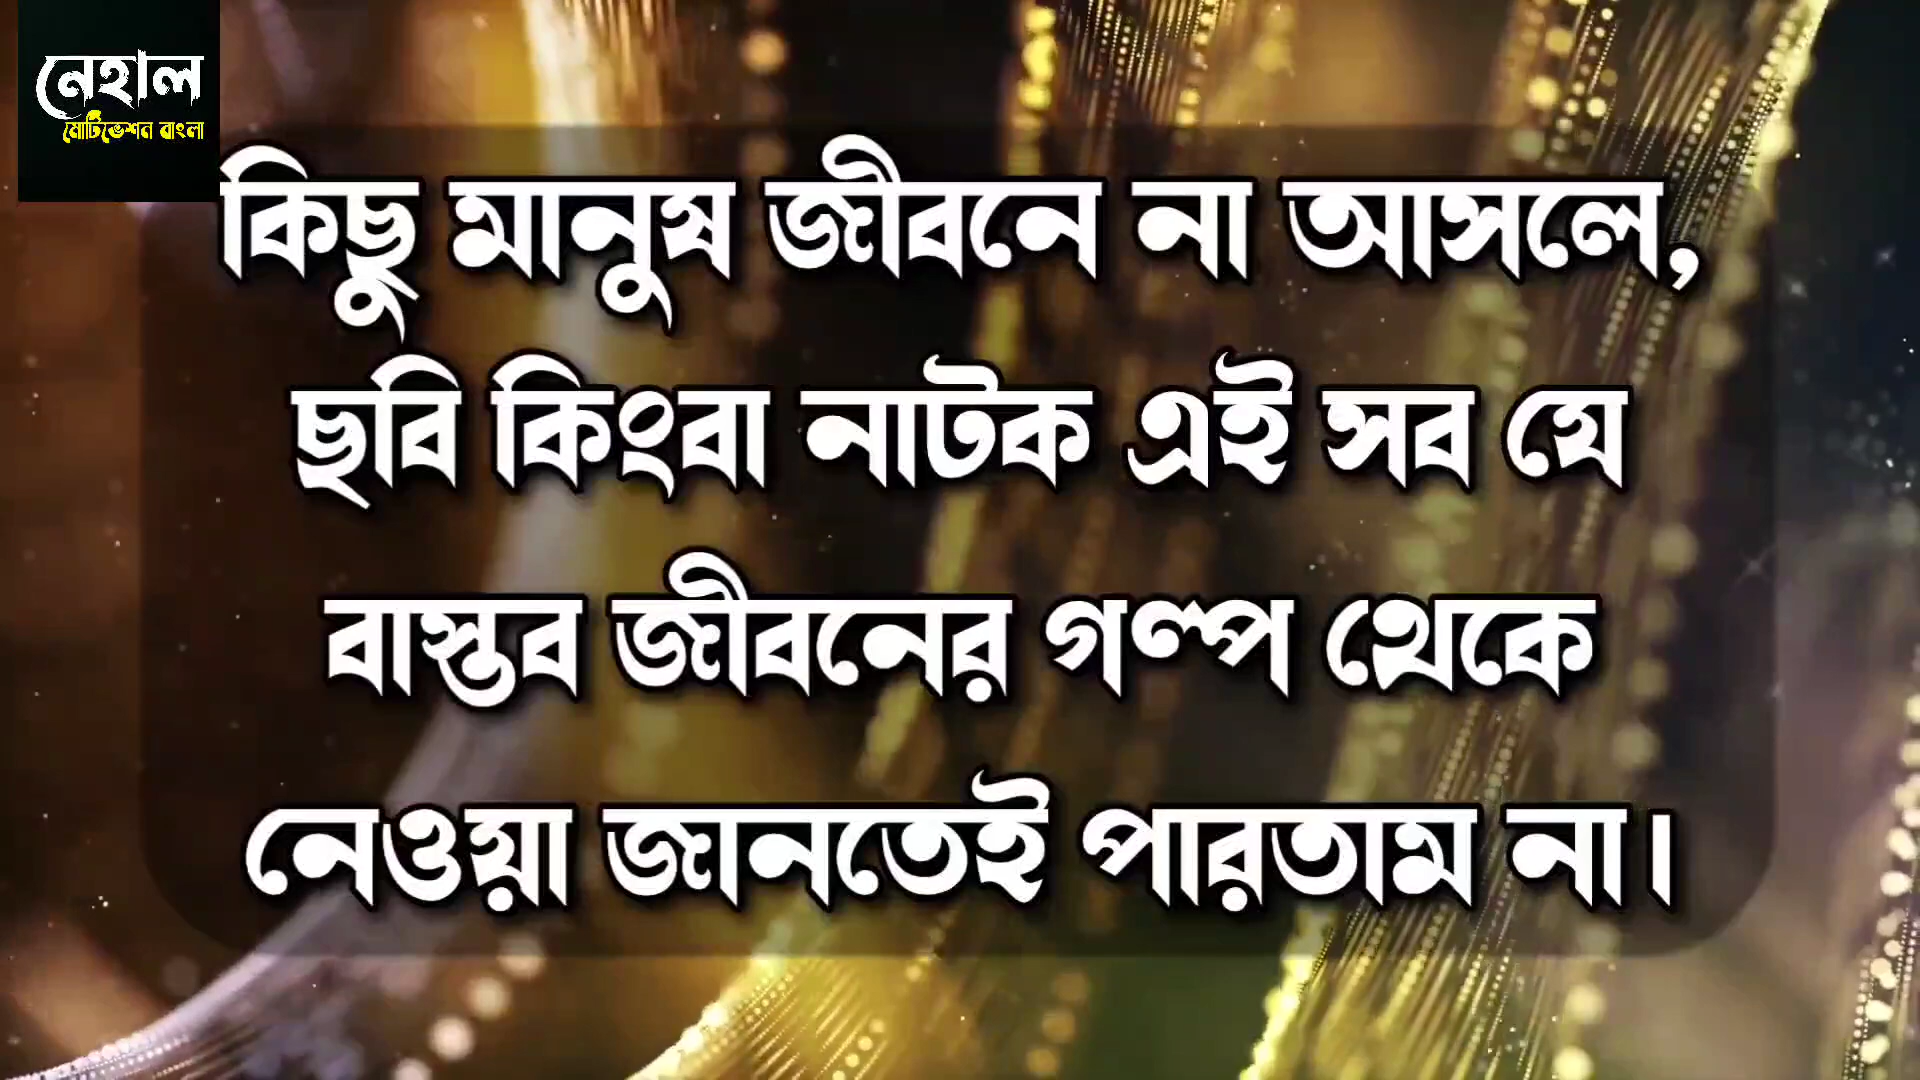 নেহাল
মোটিভেশন বাংলা
কিছু মানুষ জীবনে না আসলে,
ছবি কিংবা নাটক এই সব যে
বাস্তব জীবনের গল্প থেকে
নেওয়া জানতেই পারতাম না।